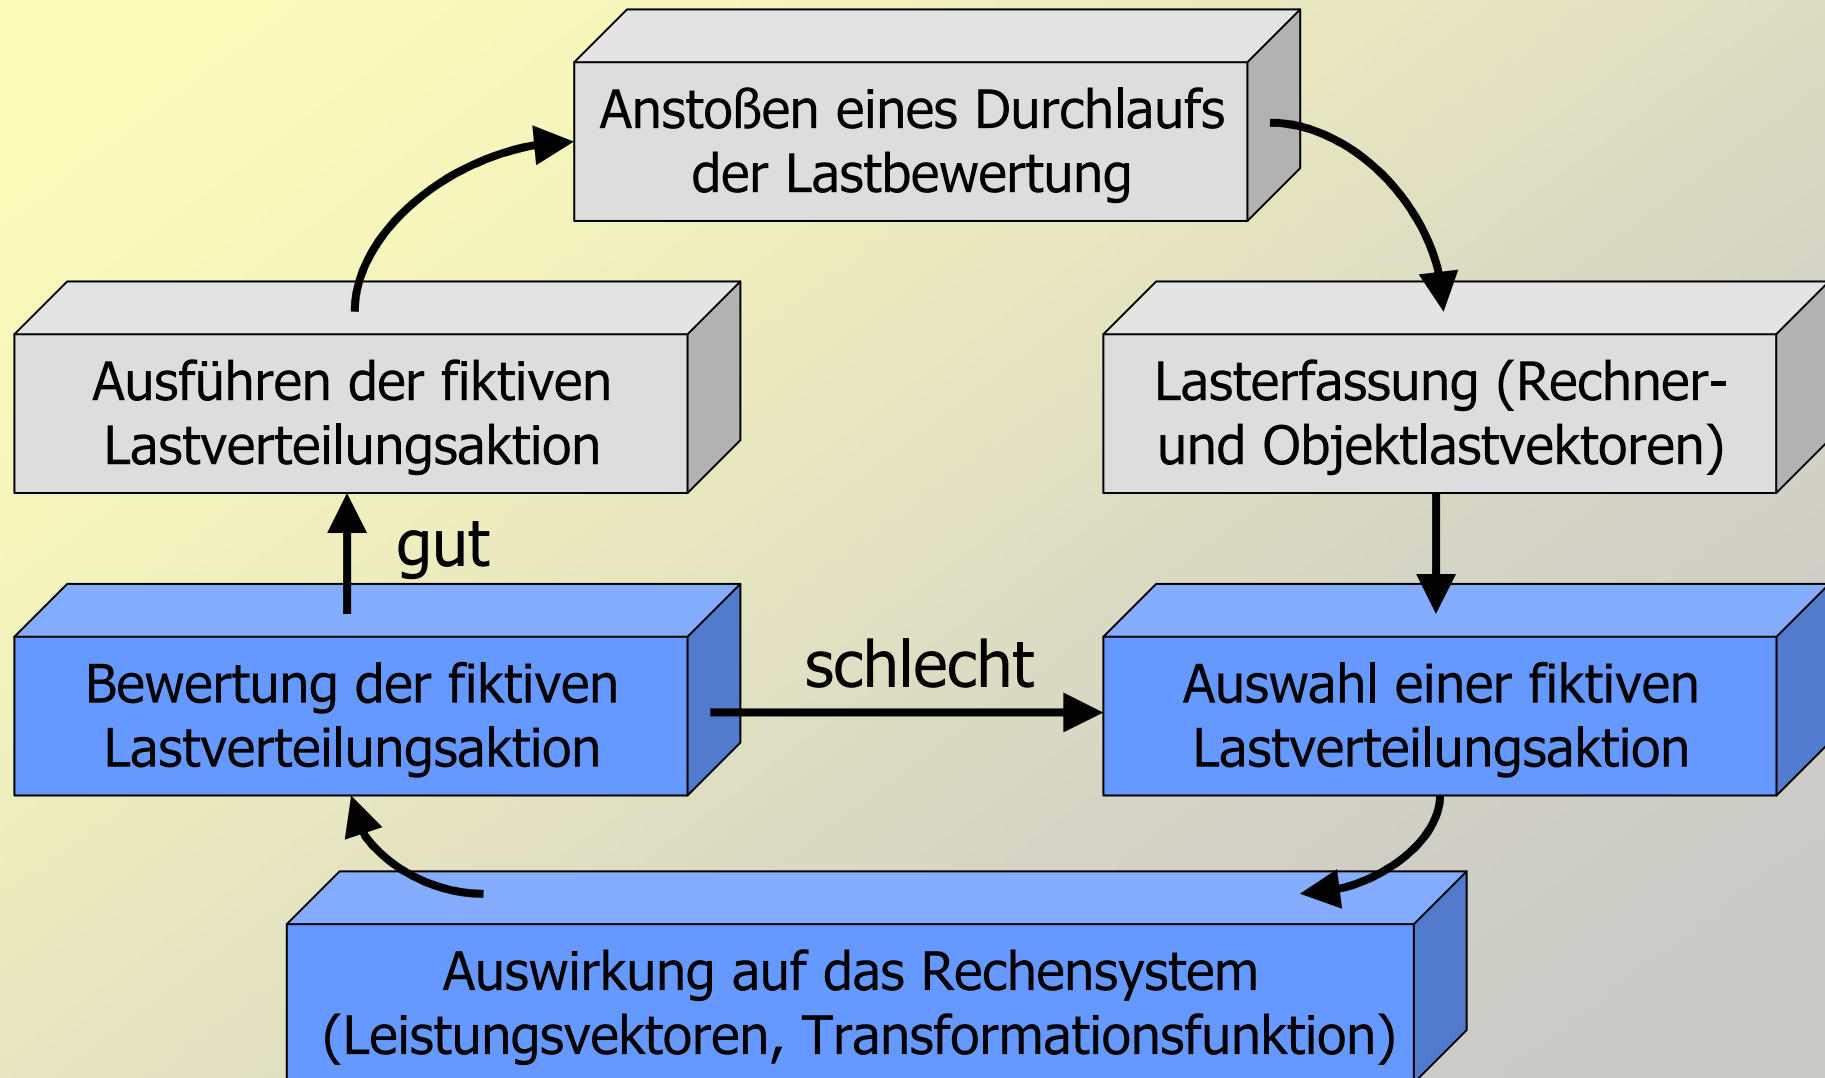 Anstoßen eines Durchlaufs
der Lastbewertung
Ausführen der fiktiven
Lastverteilungsaktion
Lasterfassung (Rechner-
und Objektlastvektoren)
gut
Bewertung der fiktiven
Lastverteilungsaktion
schlecht
Auswahl einer fiktiven
Lastverteilungsaktion
Auswirkung auf das Rechensystem
(Leistungsvektoren, Transformationsfunktion)